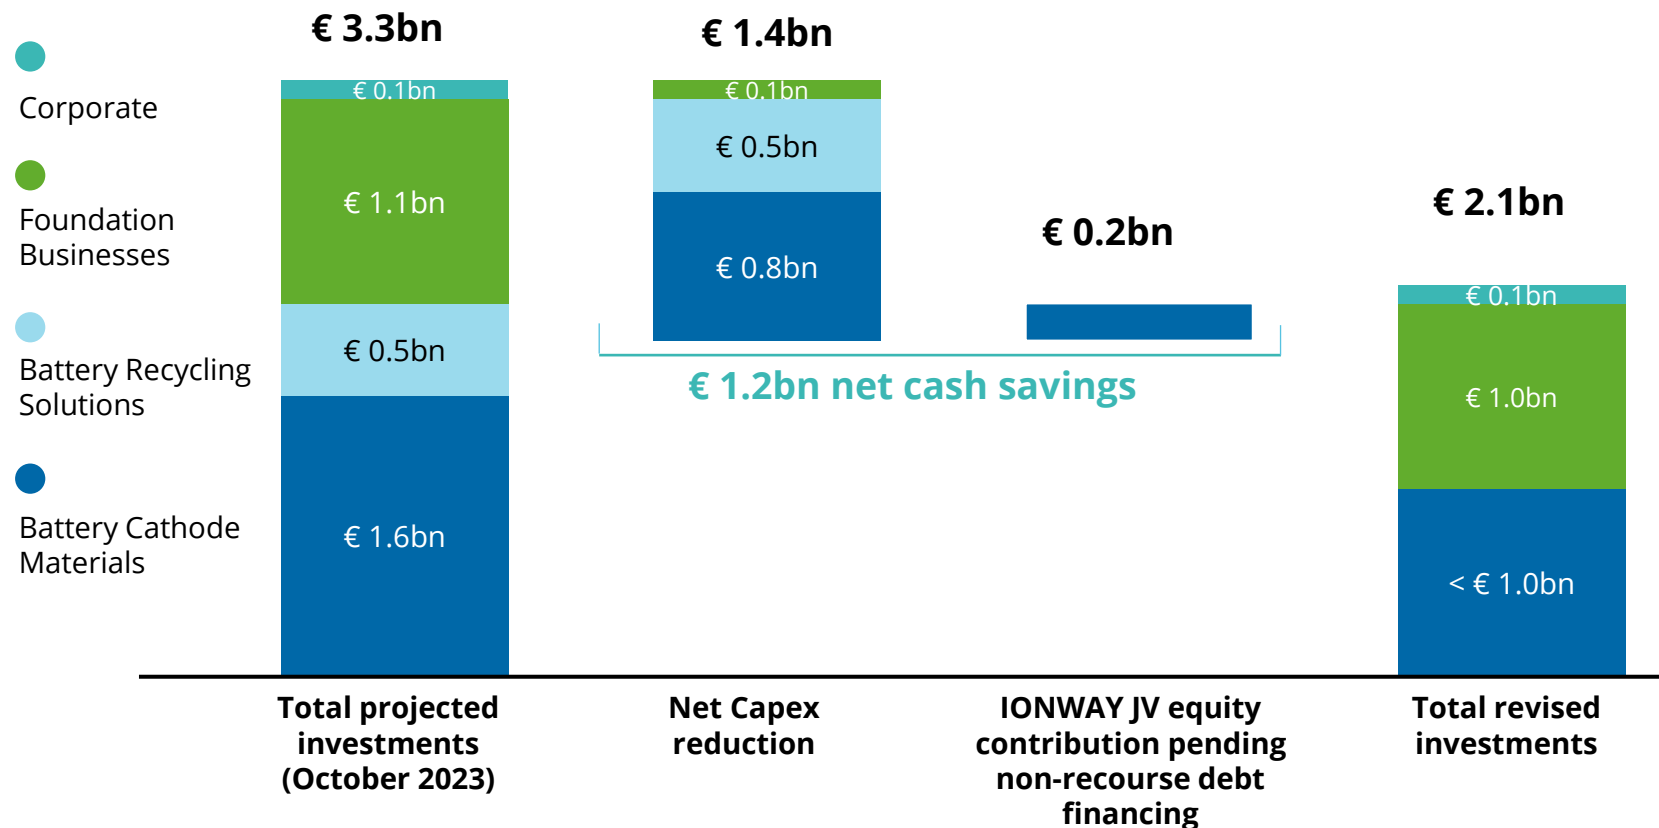 € 3.3bn
€ 1.4bn
€ 0.2bn
€ 2.1bn
Corporate
Foundation
Businesses
Battery Recycling
Solutions
Battery Cathode
Materials
€ 0.1bn
€ 1.1bn
€ 0.5bn
€ 1.6bn
€ 0.1bn
€ 0.5bn
€ 0.8bn
€ 1.2bn net cash savings
€ 0.1bn
€ 1.0bn
< € 1.0bn
Total projected
investments
(October 2023)
Net Capex
reduction
IONWAY JV equity
contribution pending
non-recourse debt
financing
Total revised
investments